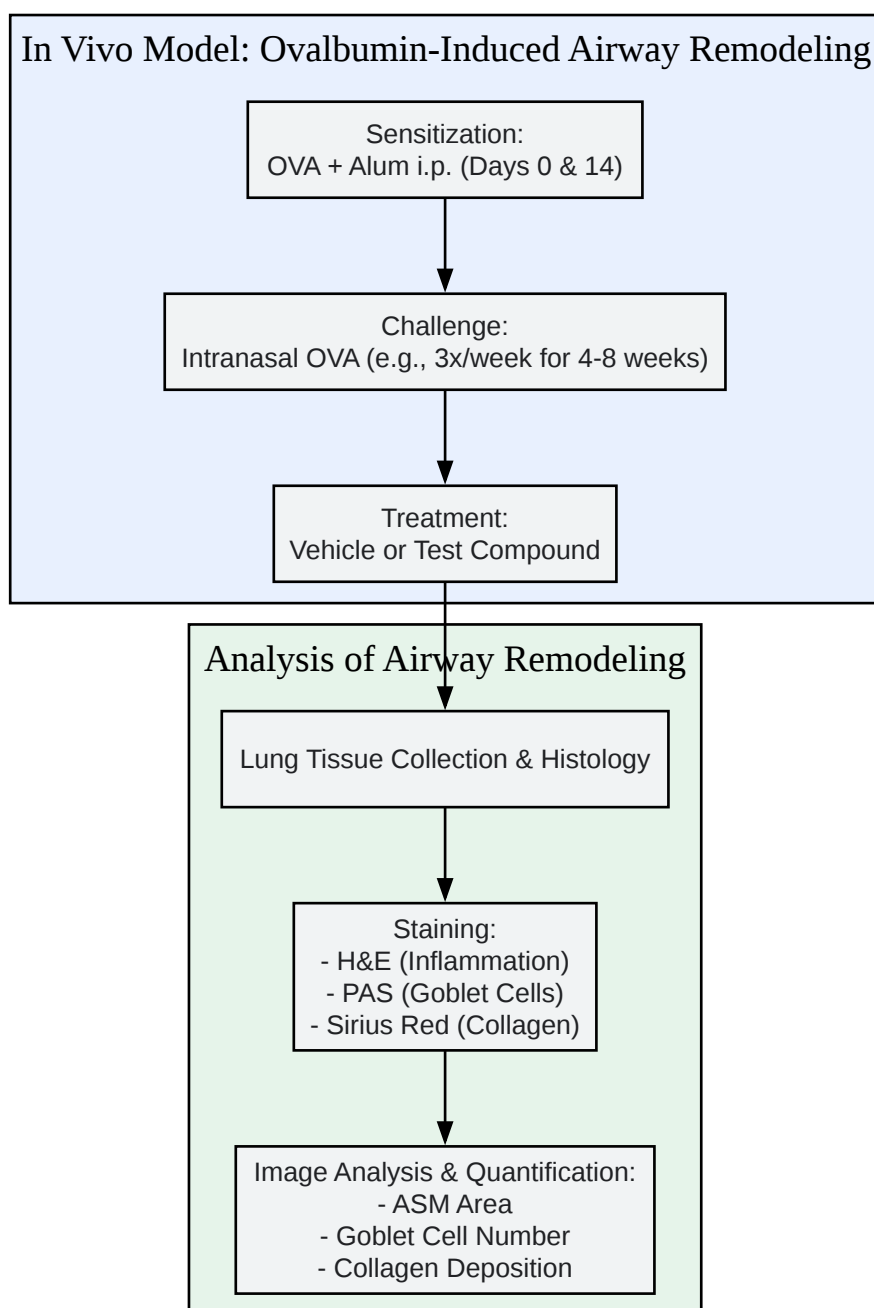 In Vivo Model: Ovalbumin-Induced Airway Remodeling
Sensitization:
OVA + Alum i.p. (Days 0 & 14)
Challenge:
Intranasal OVA (e.g., 3x/week for 4-8 weeks)
Treatment:
Vehicle or Test Compound
Analysis of Airway Remodeling
Lung Tissue Collection & Histology
Staining:
- H&E (Inflammation)
- PAS (Goblet Cells)
- Sirius Red (Collagen)
Image Analysis & Quantification:
- ASM Area
- Goblet Cell Number
- Collagen Deposition